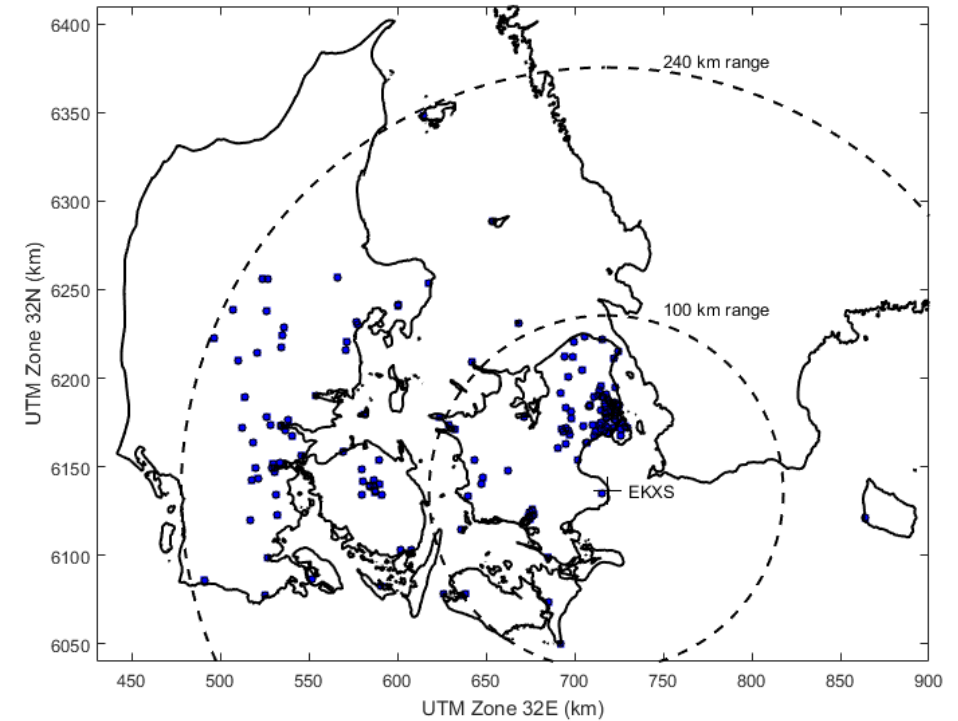 6400
240 km range
6350
6300
6250
100 km range
6200
6150
EKXS
6100
6050
UTM Zone 32N (km)
450 500 550 600 650 700 750 800 850 900
UTM Zone 32E (km)